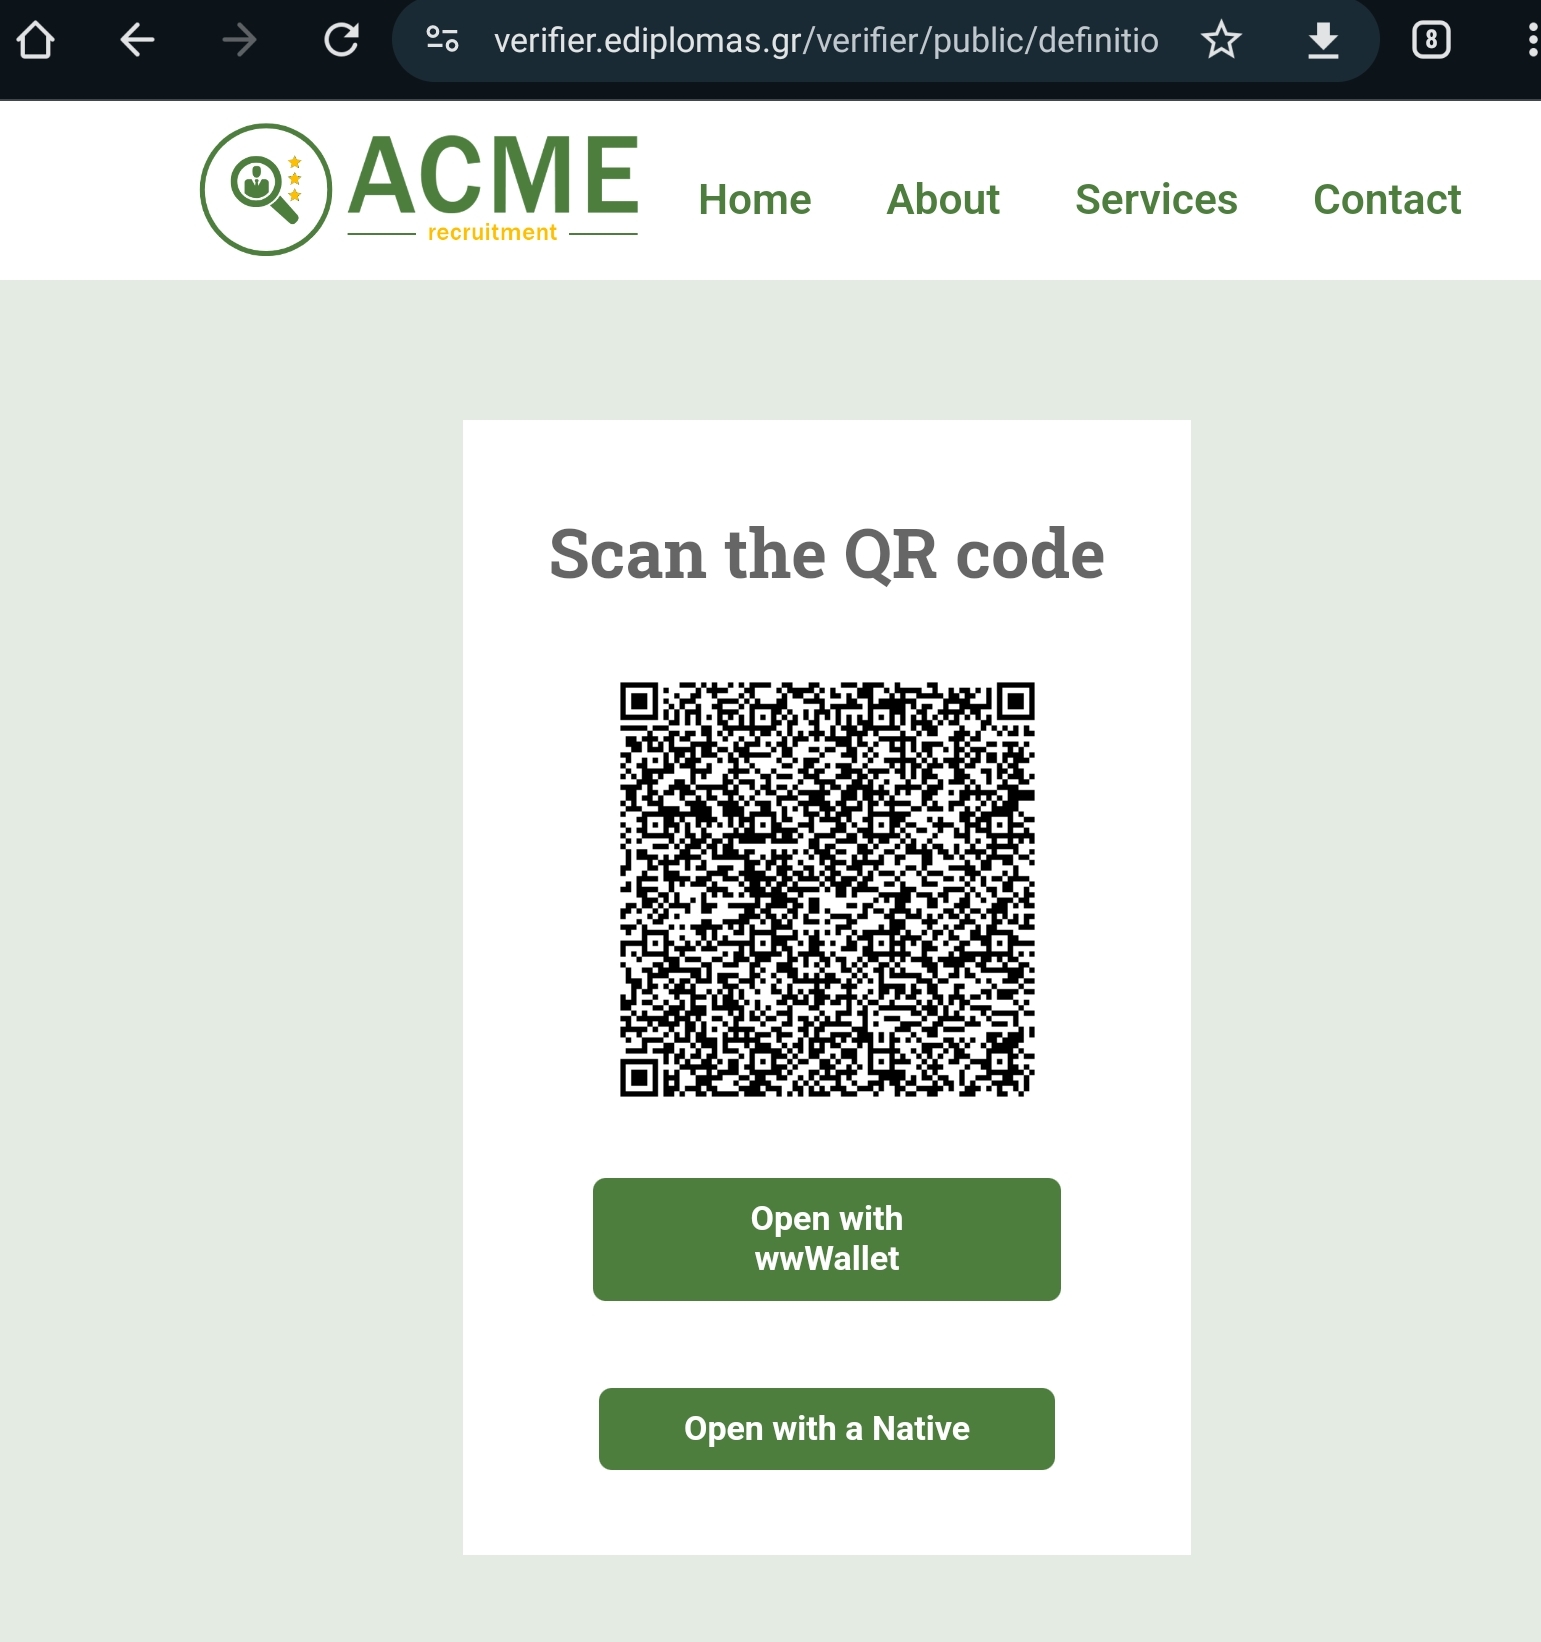 verifier.ediplomas.gr/verifier/public/definitio
8
ACME
recruitment
Home
About
Services
Contact
Scan the QR code
Open with
wwWallet
Open with a Native